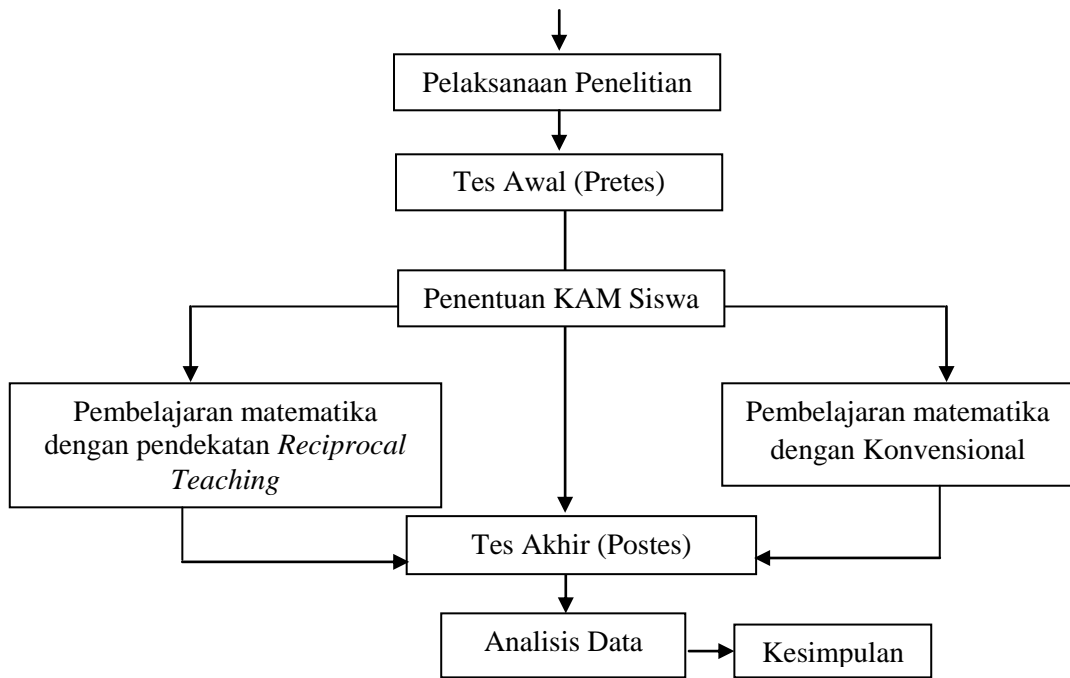 Pelaksanaan Penelitian
Tes Awal (Pretes)
Penentuan KAM Siswa
Pembelajaran matematika
dengan pendekatan Reciprocal
Teaching
Pembelajaran matematika
dengan Konvensional
Tes Akhir (Postes)
Analisis Data
Kesimpulan